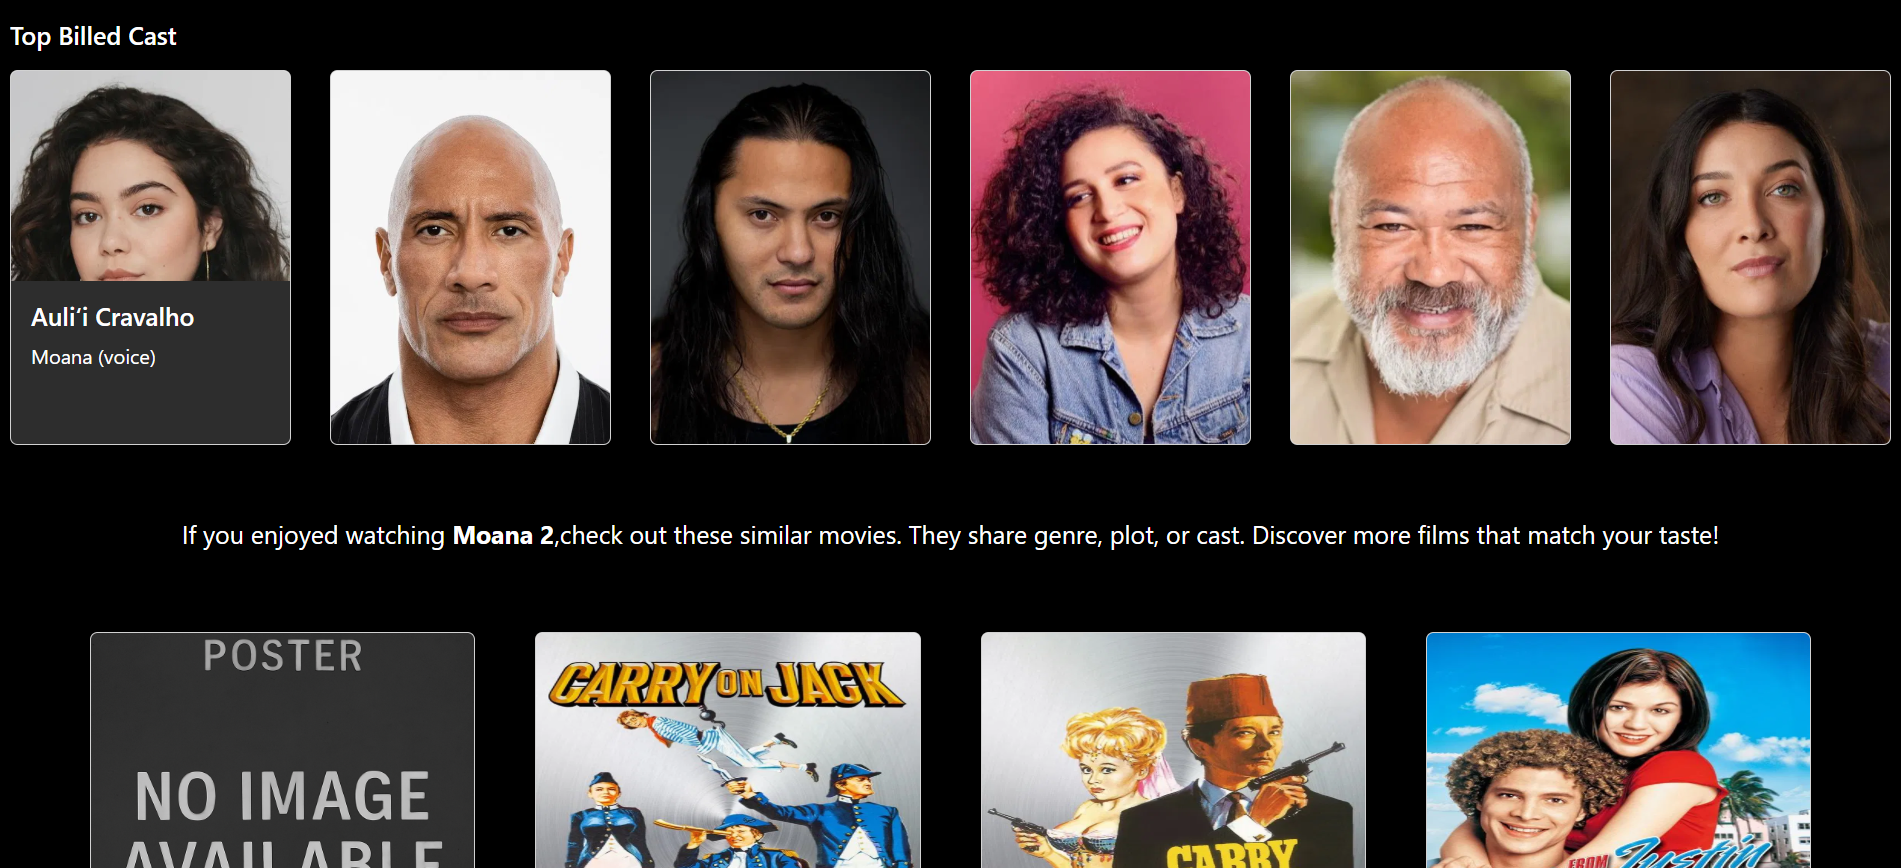 Top Billed Cast
Auliʻi Cravalho
Moana (voice)
If you enjoyed watching Moana 2,check out these similar movies. They share genre, plot, or cast. Discover more films that match your taste!
POSTER
NO IMAGE
AVAILABLE
CARRY ON JACK
CARRY
FROM Justin